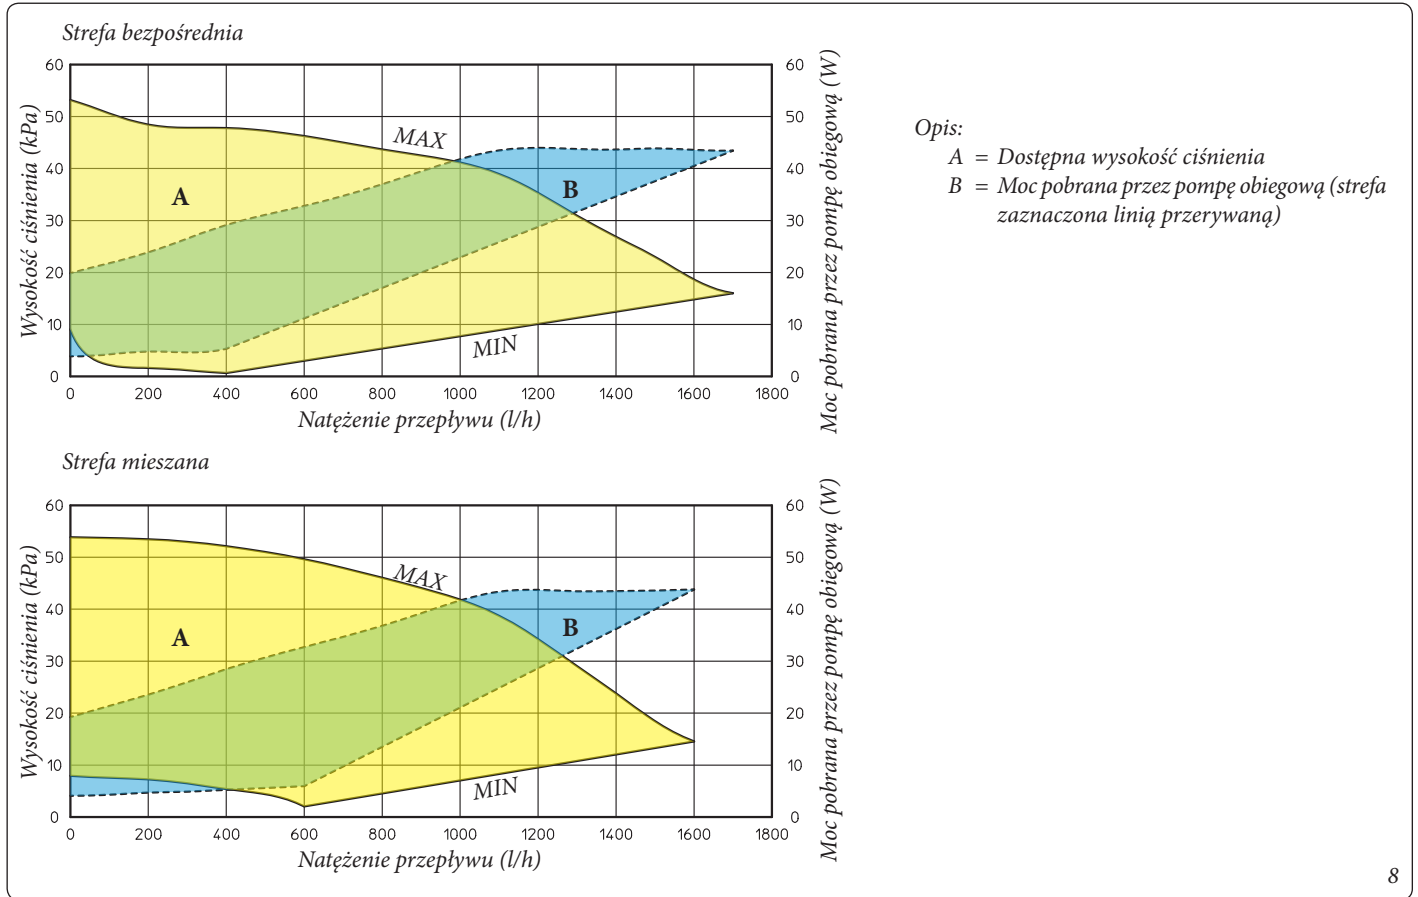 Strefa bezpośrednia
Wysokość ciśnienia (kPa)
60
50
40
30
20
10
0
MAX
A
B
MIN
60
50
40
30
20
10
0
Moc pobrana przez pompę obiegową (W)
0 200 400 600 800 1000 1200 1400 1600 1800
Natężenie przepływu (l/h)
Opis:
A = Dostępna wysokość ciśnienia
B = Moc pobrana przez pompę obiegową (strefa
zaznaczona linią przerywaną)
Strefa mieszana
Wysokość ciśnienia (kPa)
60
50
40
30
20
10
0
MAX
A
B
MIN
60
50
40
30
20
10
0
Moc pobrana przez pompę obiegową (W)
0 200 400 600 800 1000 1200 1400 1600 1800
Natężenie przepływu (l/h)
8